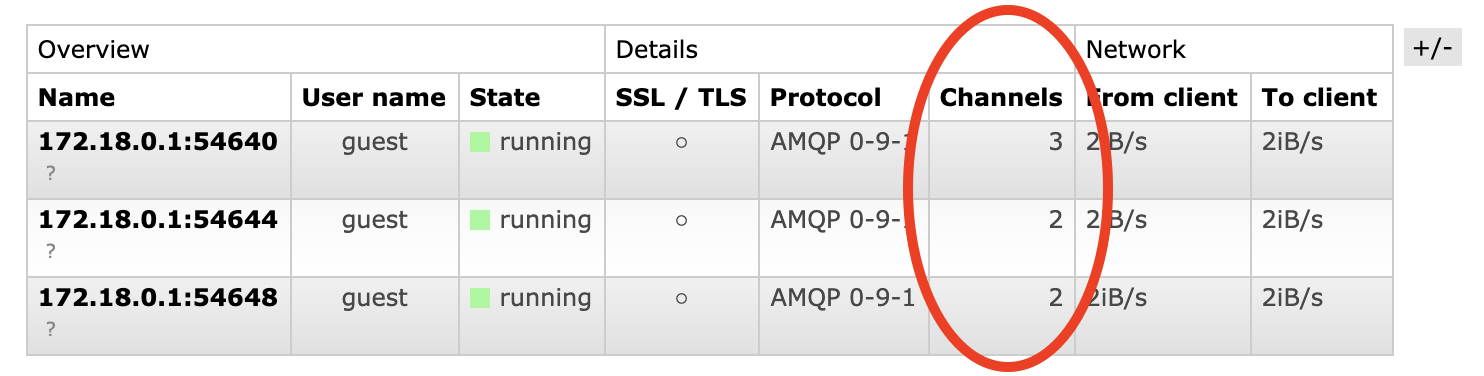 Overview Details Network +/-
Name User name State SSL / TLS Protocol Channels From client To client
172.18.0.1:54640 guest running ○ AMQP 0-9-1 3 2iB/s 2iB/s
?
172.18.0.1:54644 guest running ○ AMQP 0-9-1 2 2iB/s 2iB/s
?
172.18.0.1:54648 guest running ○ AMQP 0-9-1 2 2iB/s 2iB/s
?